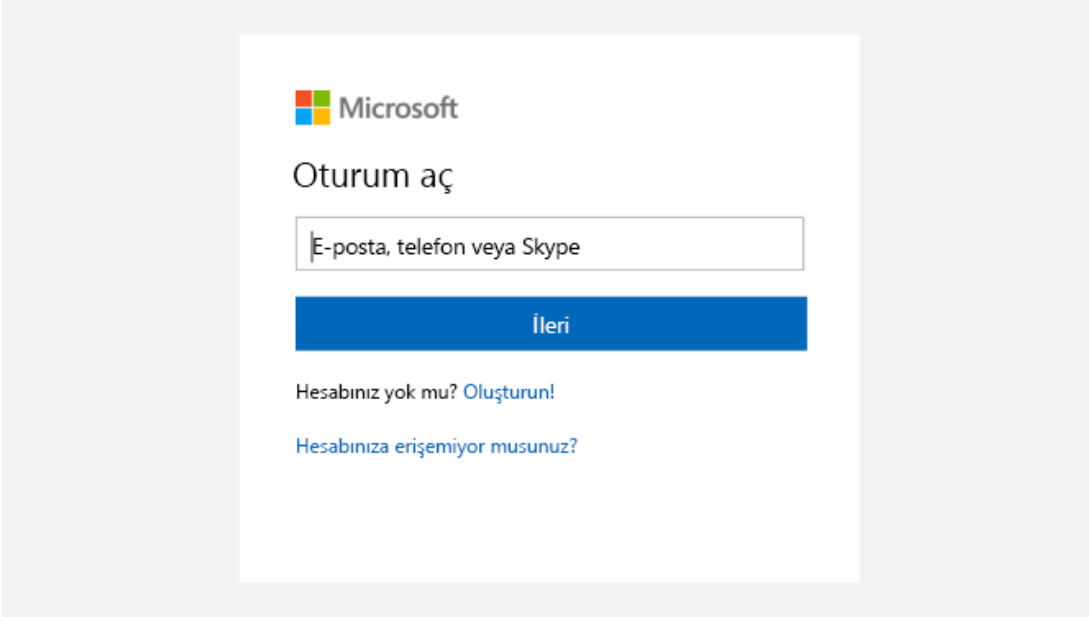 Microsoft
Oturum aç
E-posta, telefon veya Skype
İleri
Hesabınız yok mu? Oluşturun!
Hesabınıza erişemiyor musunuz?